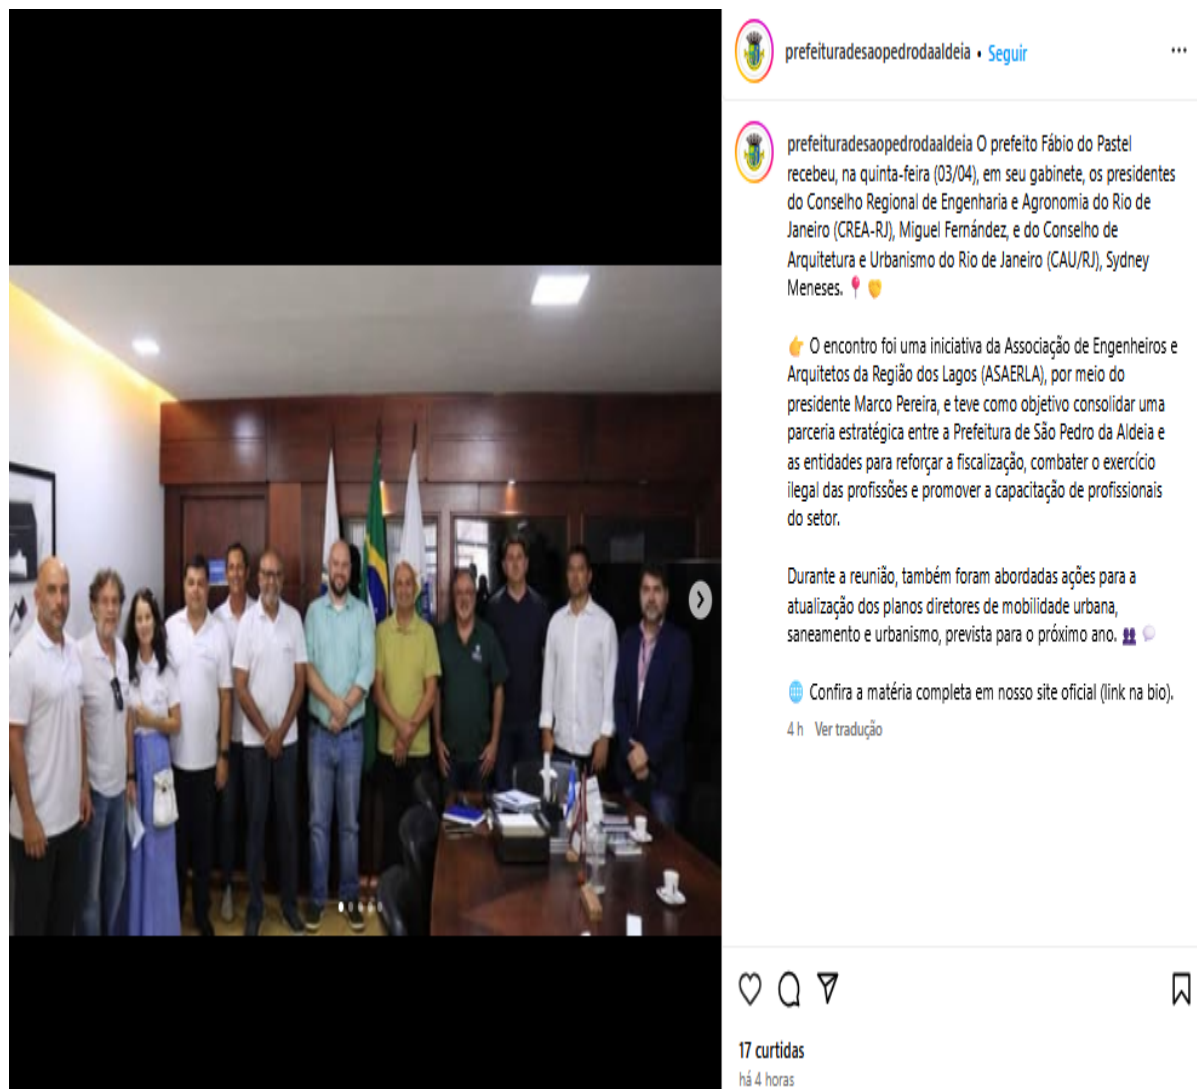 prefeituradesaopedrodaaldeia • Seguir
prefeituradesaopedrodaaldeia O prefeito Fábio do Pastel
recebeu, na quinta-feira (03/04), em seu gabinete, os presidentes
do Conselho Regional de Engenharia e Agronomia do Rio de
Janeiro (CREA-RJ), Miguel Fernández, e do Conselho de
Arquitetura e Urbanismo do Rio de Janeiro (CAU/RJ), Sydney
Meneses. 📍 🤝
👉 O encontro foi uma iniciativa da Associação de Engenheiros e
Arquitetos da Região dos Lagos (ASAERLA), por meio do
presidente Marco Pereira, e teve como objetivo consolidar uma
parceria estratégica entre a Prefeitura de São Pedro da Aldeia e
as entidades para reforçar a fiscalização, combater o exercício
ilegal das profissões e promover a capacitação de profissionais
do setor.
Durante a reunião, também foram abordadas ações para a
atualização dos planos diretores de mobilidade urbana,
saneamento e urbanismo, prevista para o próximo ano. 👥 💬
🌐 Confira a matéria completa em nosso site oficial (link na bio).
4 h Ver tradução
17 curtidas
há 4 horas